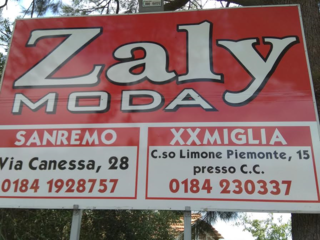 Zaly
MODA
SANREMO
Via Canessa, 28
0184 1928757
XXMIGLIA
C.so Limone Piemonte, 15
presso C.C.
0184 230337